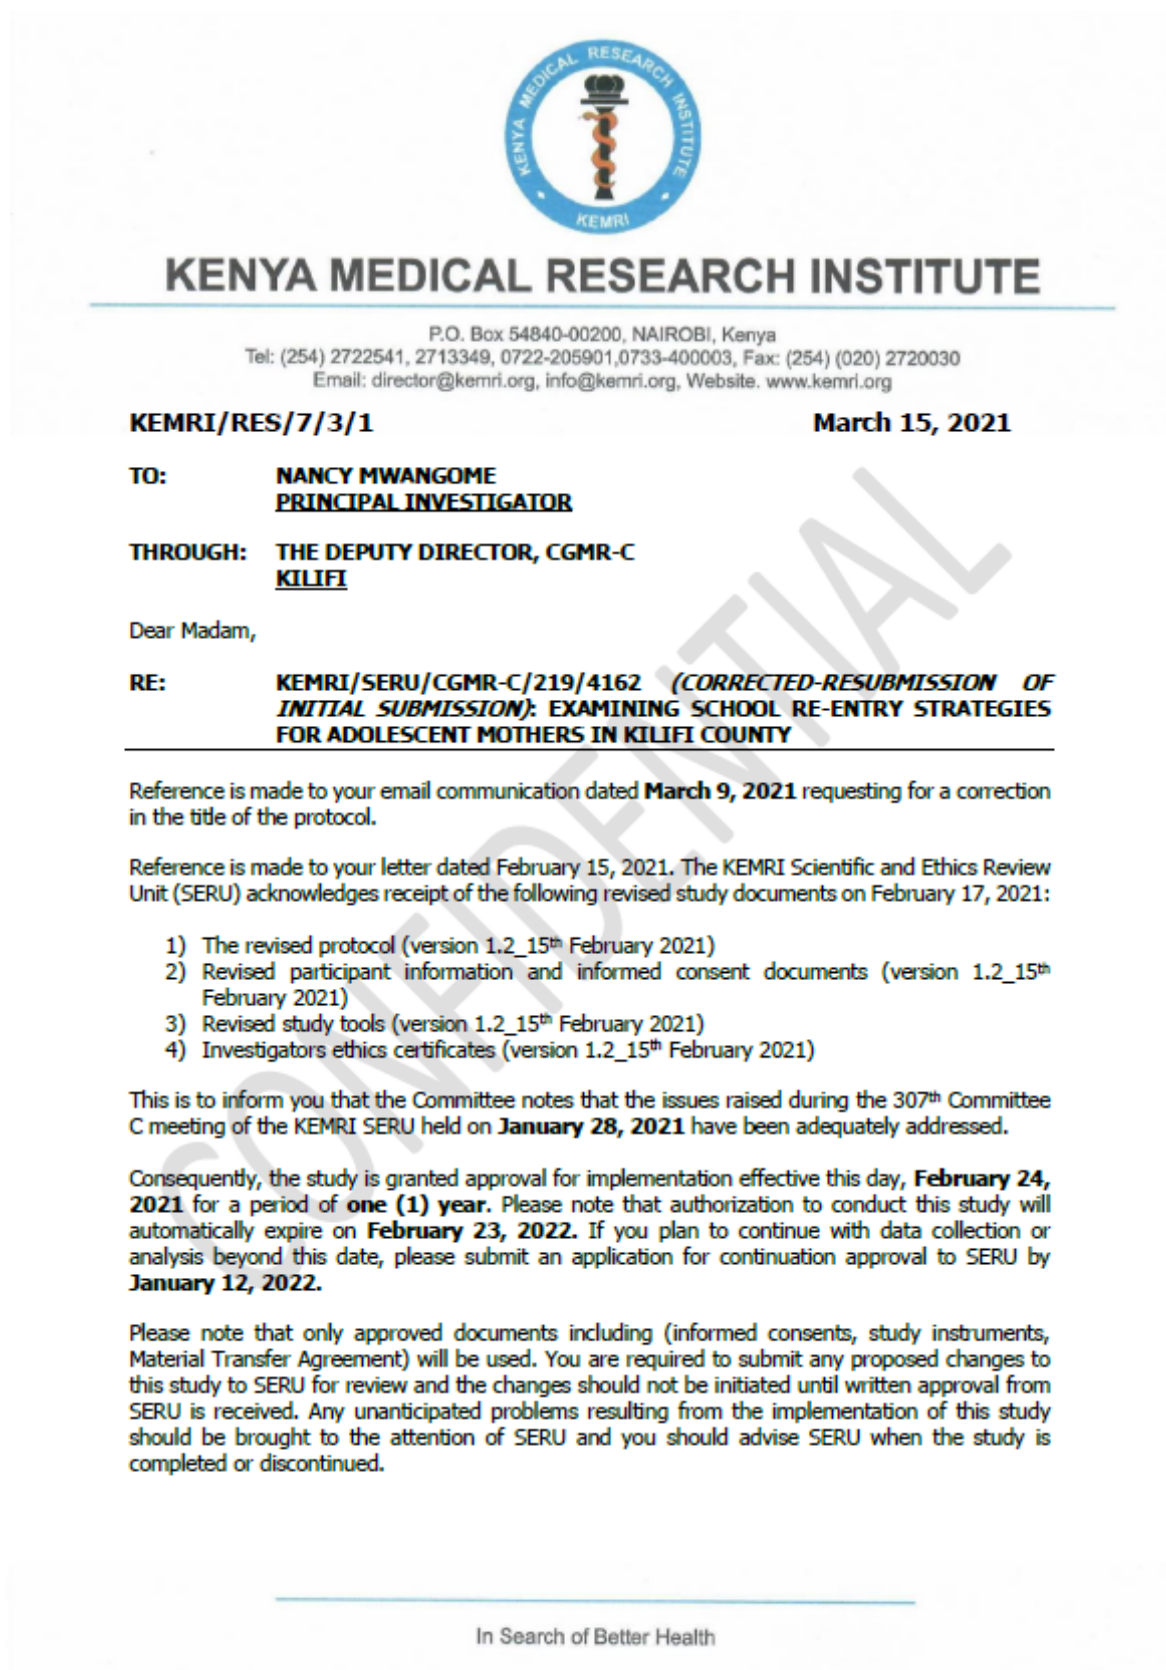 KENYA MEDICAL RESEARCH INSTITUTE
KEMRI
KENYA MEDICAL RESEARCH INSTITUTE
P.O. Box 54840-00200, NAIROBI, Kenya
Tel: (254) 2722541, 2713349, 0722-205901,0733-400003, Fax: (254) (020) 2720030
Email: director@kemri.org, info@kemri.org, Website. www.kemri.org
KEMRI/RES/7/3/1 March 15, 2021
TO: NANCY MWANGOME
PRINCIPAL INVESTIGATOR
THROUGH: THE DEPUTY DIRECTOR, CGMR-C
KILIFI
Dear Madam,
RE: KEMRI/SERU/CGMR-C/219/4162 (CORRECTED-RESUBMISSION OF
INITIAL SUBMISSION): EXAMINING SCHOOL RE-ENTRY STRATEGIES
FOR ADOLESCENT MOTHERS IN KILIFI COUNTY
Reference is made to your email communication dated March 9, 2021 requesting for a correction
in the title of the protocol.
Reference is made to your letter dated February 15, 2021. The KEMRI Scientific and Ethics Review
Unit (SERU) acknowledges receipt of the following revised study documents on February 17, 2021:
1) The revised protocol (version 1.2_15th February 2021)
2) Revised participant information and informed consent documents (version 1.2_15th
February 2021)
3) Revised study tools (version 1.2_15th February 2021)
4) Investigators ethics certificates (version 1.2_15th February 2021)
This is to inform you that the Committee notes that the issues raised during the 307th Committee
C meeting of the KEMRI SERU held on January 28, 2021 have been adequately addressed.
Consequently, the study is granted approval for implementation effective this day, February 24,
2021 for a period of one (1) year. Please note that authorization to conduct this study will
automatically expire on February 23, 2022. If you plan to continue with data collection or
analysis beyond this date, please submit an application for continuation approval to SERU by
January 12, 2022.
Please note that only approved documents including (informed consents, study instruments,
Material Transfer Agreement) will be used. You are required to submit any proposed changes to
this study to SERU for review and the changes should not be initiated until written approval from
SERU is received. Any unanticipated problems resulting from the implementation of this study
should be brought to the attention of SERU and you should advise SERU when the study is
completed or discontinued.
CONFIDENTIAL
In Search of Better Health